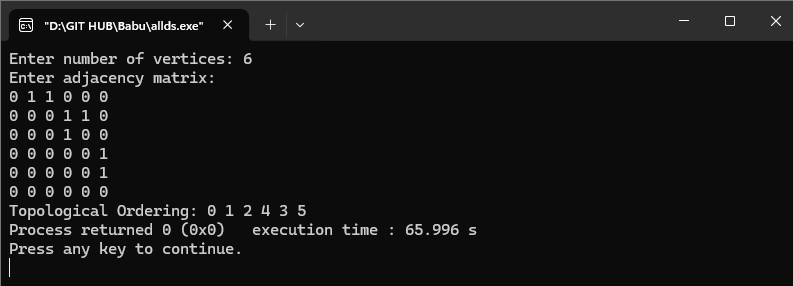 "D:\GIT HUB\Babu\allds.exe"
Enter number of vertices: 6
Enter adjacency matrix:
0 1 1 0 0 0
0 0 0 1 1 0
0 0 0 1 0 0
0 0 0 0 0 1
0 0 0 0 0 1
0 0 0 0 0 0
Topological Ordering: 0 1 2 4 3 5
Process returned 0 (0x0)   execution time : 65.996 s
Press any key to continue.